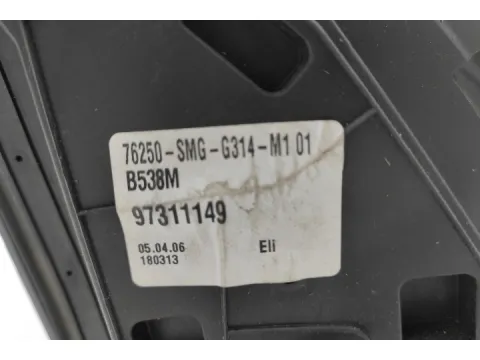 76250-SMG-G314-M1 01
B538M
97311149
05.04.06 Eli
180313